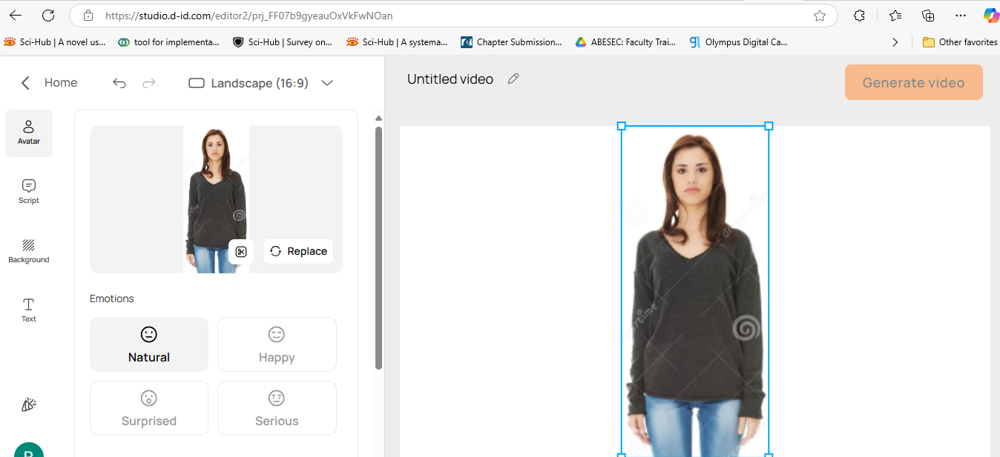 https://studio.d-id.com/editor2/prj_FF07b9gyeauOxVkFwNOan
Sci-Hub | A novel us...
tool for implementa...
Sci-Hub | Survey on...
Sci-Hub | A systema...
Chapter Submission...
ABESEC: Faculty Trai...
Olympus Digital Ca...
Other favorites
Home
Landscape (16:9)
Untitled video
Generate video
Avatar
Script
Background
Text
Replace
Emotions
Natural
Happy
Surprised
Serious